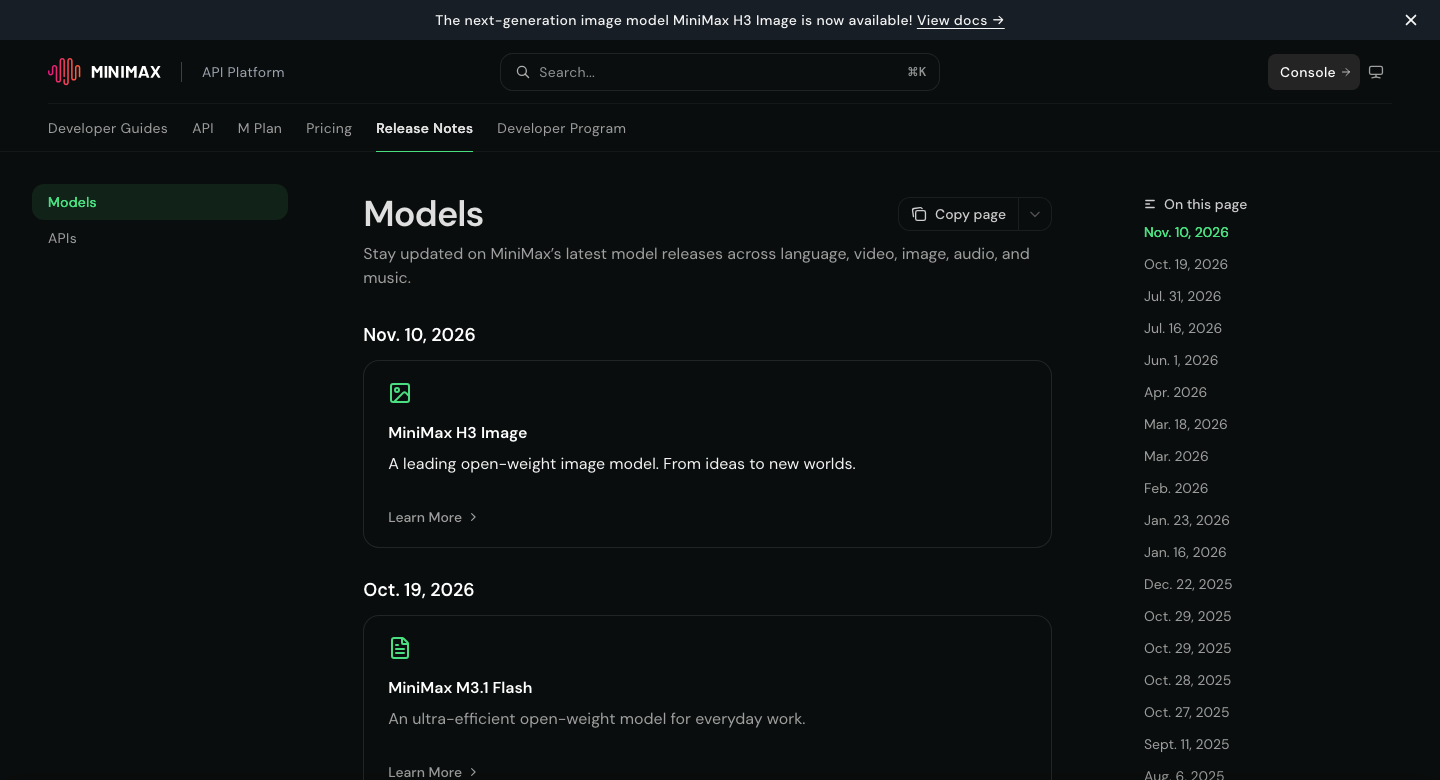 The next-generation image model MiniMax H3 Image is now available! View docs →
MINIMAX
API Platform
Search...
⌘K
Console →
Developer Guides
API
M Plan
Pricing
Release Notes
Developer Program
Models
APIs
Models
Copy page
Stay updated on MiniMax’s latest model releases across language, video, image, audio, and
music.
Nov. 10, 2026
MiniMax H3 Image
A leading open-weight image model. From ideas to new worlds.
Learn More
Oct. 19, 2026
MiniMax M3.1 Flash
An ultra-efficient open-weight model for everyday work.
Learn More
On this page
Nov. 10, 2026
Oct. 19, 2026
Jul. 31, 2026
Jul. 16, 2026
Jun. 1, 2026
Apr. 2026
Mar. 18, 2026
Mar. 2026
Feb. 2026
Jan. 23, 2026
Jan. 16, 2026
Dec. 22, 2025
Oct. 29, 2025
Oct. 29, 2025
Oct. 28, 2025
Oct. 27, 2025
Sept. 11, 2025
Aug. 6, 2025